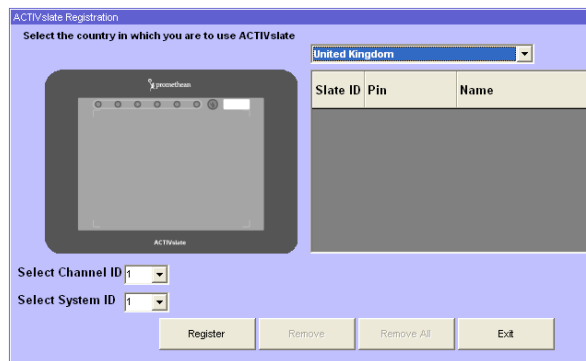 ACTIVslate Registration
Select the country in which you are to use ACTIVslate
United Kingdom
promethean
Slate ID Pin Name
ACTIVslate
Select Channel ID 1
Select System ID 1
Register Remove Remove All Exit